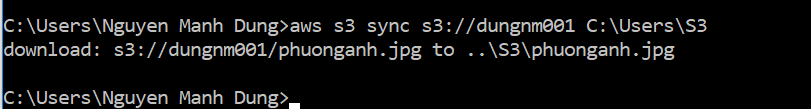 C:\Users\Nguyen Manh Dung>aws s3 sync s3://dungnm001 C:\Users\S3
download: s3://dungnm001/phuonganh.jpg to ..\S3\phuonganh.jpg
C:\Users\Nguyen Manh Dung>